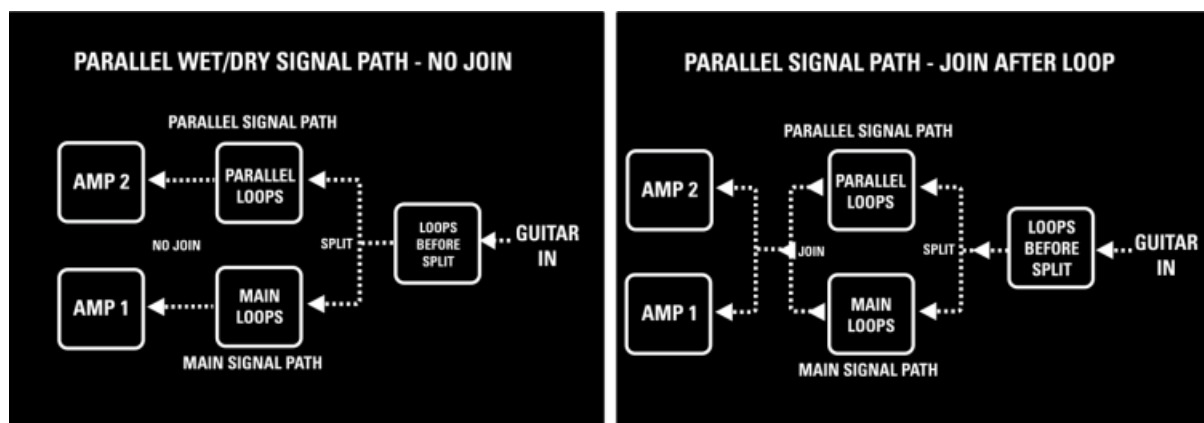 PARALLEL WET/DRY SIGNAL PATH - NO JOIN
PARALLEL SIGNAL PATH
AMP 2
PARALLEL
LOOPS
NO JOIN
SPLIT
LOOPS
BEFORE
SPLIT
GUITAR
IN
AMP 1
MAIN
LOOPS
MAIN SIGNAL PATH
PARALLEL SIGNAL PATH - JOIN AFTER LOOP
PARALLEL SIGNAL PATH
AMP 2
PARALLEL
LOOPS
JOIN
SPLIT
LOOPS
BEFORE
SPLIT
GUITAR
IN
AMP 1
MAIN
LOOPS
MAIN SIGNAL PATH